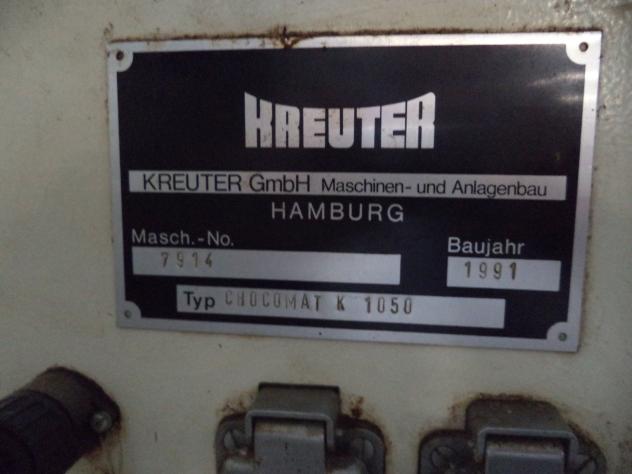 KREUTER
KREUTER GmbH Maschinen- und Anlagenbau
HAMBURG
Masch.-No. 7914
Baujahr 1991
Typ CHOCOMAT K 1050